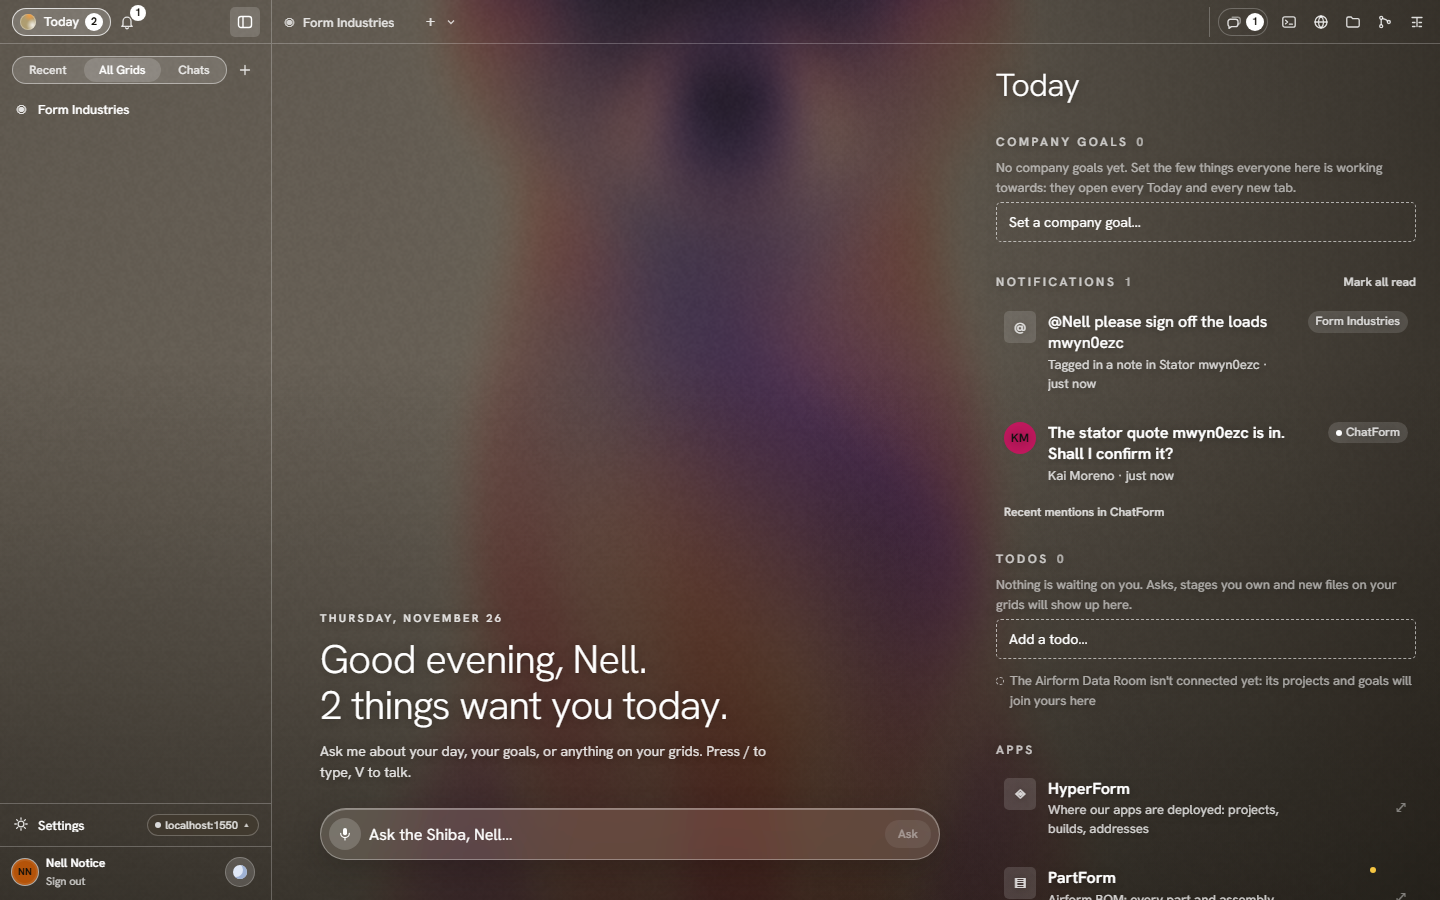 Today 2
1
Form Industries
1
Recent
All Grids
Chats
Form Industries
Today
COMPANY GOALS 0
No company goals yet. Set the few things everyone here is working
towards: they open every Today and every new tab.
Set a company goal...
NOTIFICATIONS 1
Mark all read
@
@Nell please sign off the loads
mwyn0ezc
Form Industries
Tagged in a note in Stator mwyn0ezc ·
just now
KM
The stator quote mwyn0ezc is in.
Shall I confirm it?
ChatForm
Kai Moreno · just now
Recent mentions in ChatForm
TODOS 0
Nothing is waiting on you. Asks, stages you own and new files on your
grids will show up here.
Add a todo...
The Airform Data Room isn't connected yet: its projects and goals will
join yours here
APPS
HyperForm
Where our apps are deployed: projects,
builds, addresses
PartForm
Airform BOM: every part and assembly
THURSDAY, NOVEMBER 26
Good evening, Nell.
2 things want you today.
Ask me about your day, your goals, or anything on your grids. Press / to
type, V to talk.
Ask the Shiba, Nell...
Ask
Settings
localhost:1550
NN
Nell Notice
Sign out